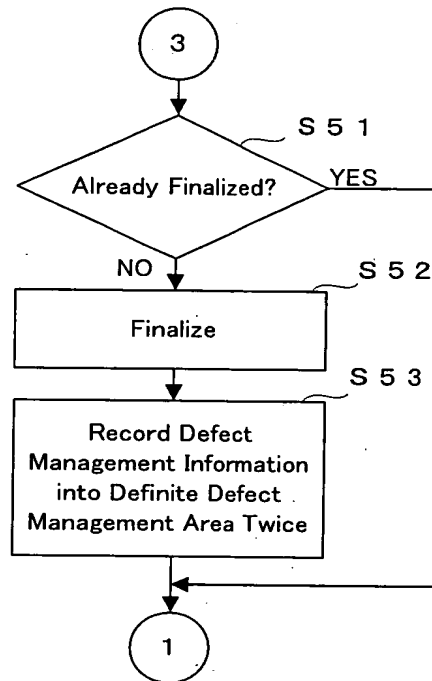 3
S 5 1
Already Finalized?
YES
NO
S 5 2
Finalize
S 5 3
Record Defect
Management Information
into Definite Defect
Management Area Twice
1